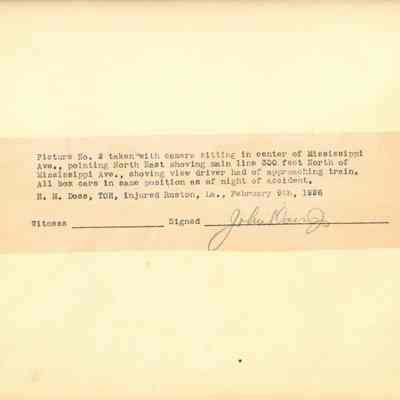 Picture No. 2 taken with camera sitting in center of Mississippi
Ave., pointing North East showing main line 300 feet North of
Mississippi Ave., showing view driver had of approaching train.
All box cars in same position as of night of accident.
H. M. Doss, TOH, injured Ruston, La., February 9th, 1936
Witness Signed John